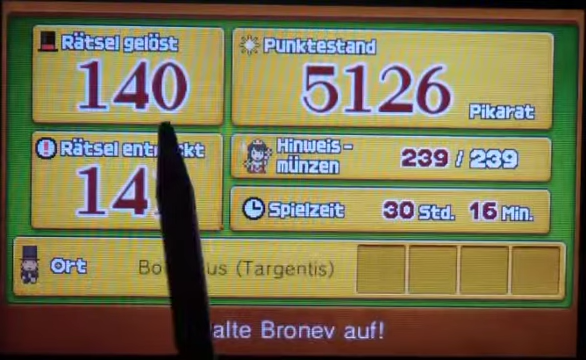 Rätsel gelöst
140
Punktestand
5126
Pikarat
Rätsel
Hinweis-
münzen
239 / 239
Spielzeit
30 Std. 16 Min.
Ort
(Targentis)
Bronev auf!